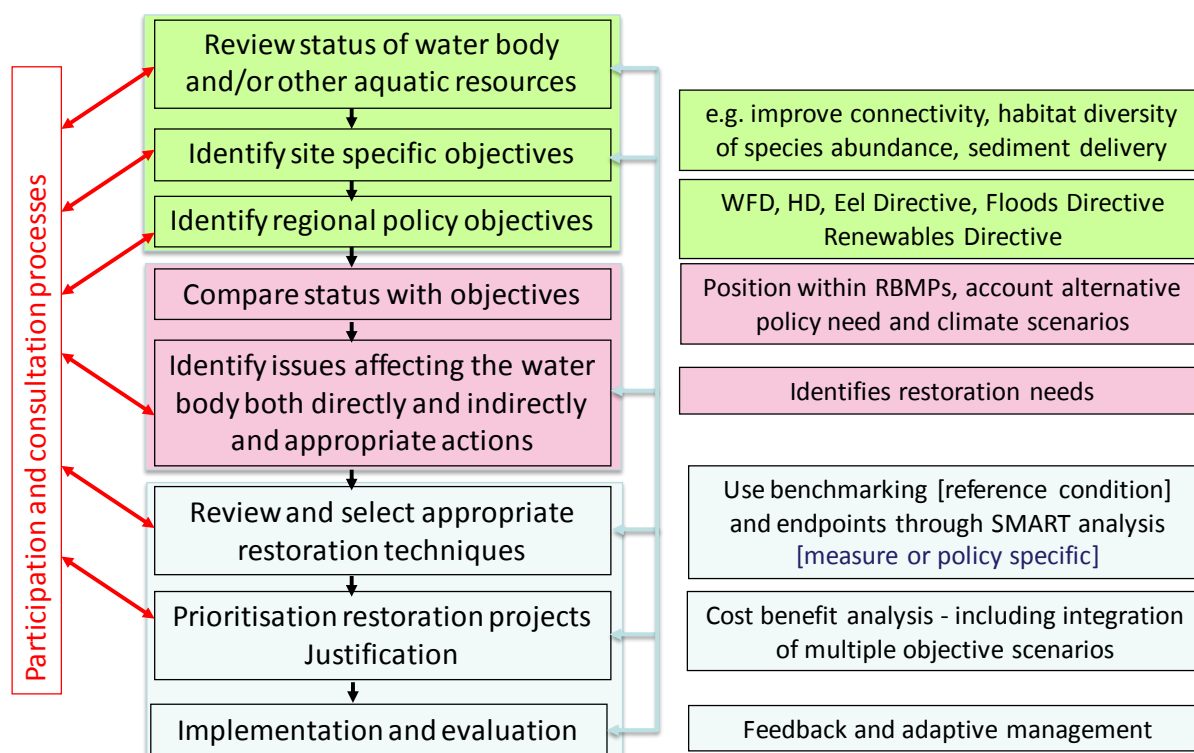 Participation and consultation processes
Review status of water body
and/or other aquatic resources
Identify site specific objectives
Identify regional policy objectives
Compare status with objectives
Identify issues affecting the water
body both directly and indirectly
and appropriate actions
Review and select appropriate
restoration techniques
Prioritisation restoration projects
Justification
Implementation and evaluation
e.g. improve connectivity, habitat diversity
of species abundance, sediment delivery
WFD, HD, Eel Directive, Floods Directive
Renewables Directive
Position within RBMPs, account alternative
policy need and climate scenarios
Identifies restoration needs
Use benchmarking [reference condition]
and endpoints through SMART analysis
[measure or policy specific]
Cost benefit analysis - including integration
of multiple objective scenarios
Feedback and adaptive management